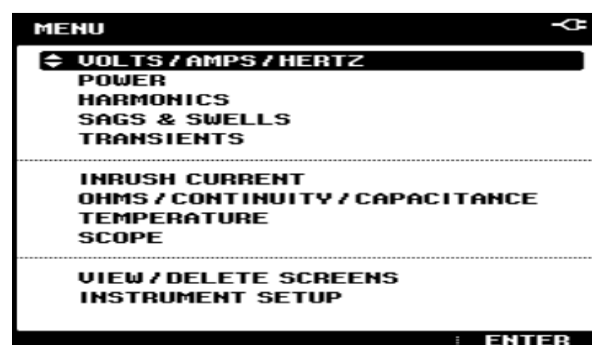 MENU
VOLTS/AMPS/HERTZ
POWER
HARMONICS
SAGS & SWELLS
TRANSIENTS
INRUSH CURRENT
OHMS/CONTINUITY/CAPACITANCE
TEMPERATURE
SCOPE
VIEW/DELETE SCREENS
INSTRUMENT SETUP
ENTER